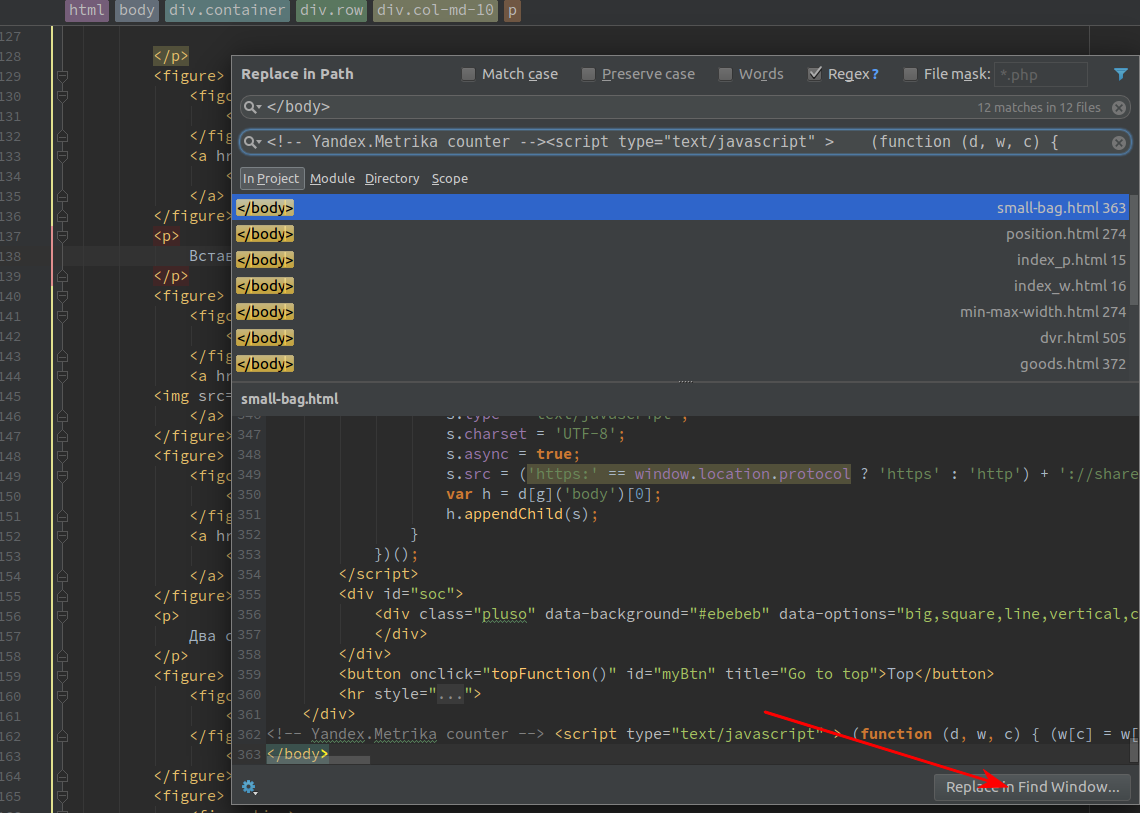 html body div.container div.row div.col-md-10 p
127
128 </p>
129 <figure>
130 <figc
131 <
132 </fig
133 <a hr
134 <
135 </a>
136 </figure>
137 <p>
138 Встав
139 </p>
140 <figure>
141 <figc
142 <
143 </fig
144 <a hr
145 <img src=
146 </a>
147 </figure>
148 <figure>
149 <figc
150 <
151 </fig
152 <a hr
153 <
154 </a>
155 </figure>
156 <p>
157 Два с
158 </p>
159 <figure>
160 <figc
161 <
162 </fig
163 <
164 </figure>
165 <figure>
Replace in Path Match case Preserve case Words Regex ? File mask: *.php
</body> 12 matches in 12 files
<!-- Yandex.Metrika counter --><script type="text/javascript" > (function (d, w, c) {
In Project Module Directory Scope
</body> small-bag.html 363
</body> position.html 274
</body> index_p.html 15
</body> index_w.html 16
</body> min-max-width.html 274
</body> dvr.html 505
</body> goods.html 372
small-bag.html
346 s.type = 'text/javascript';
347 s.charset = 'UTF-8';
348 s.async = true;
349 s.src = ('https:' == window.location.protocol ? 'https' : 'http') + '://share
350 var h = d[g]('body')[0];
351 h.appendChild(s);
352 }
353 })();
354 </script>
355 <div id="soc">
356 <div class="pluso" data-background="#ebebeb" data-options="big,square,line,vertical,c
357 </div>
358 </div>
359 <button onclick="topFunction()" id="myBtn" title="Go to top">Top</button>
360 <hr style="...">
361 </div>
362 <!-- Yandex.Metrika counter --> <script type="text/javascript" > (function (d, w, c) { (w[c] = w[
363 </body>
Replace in Find Window...